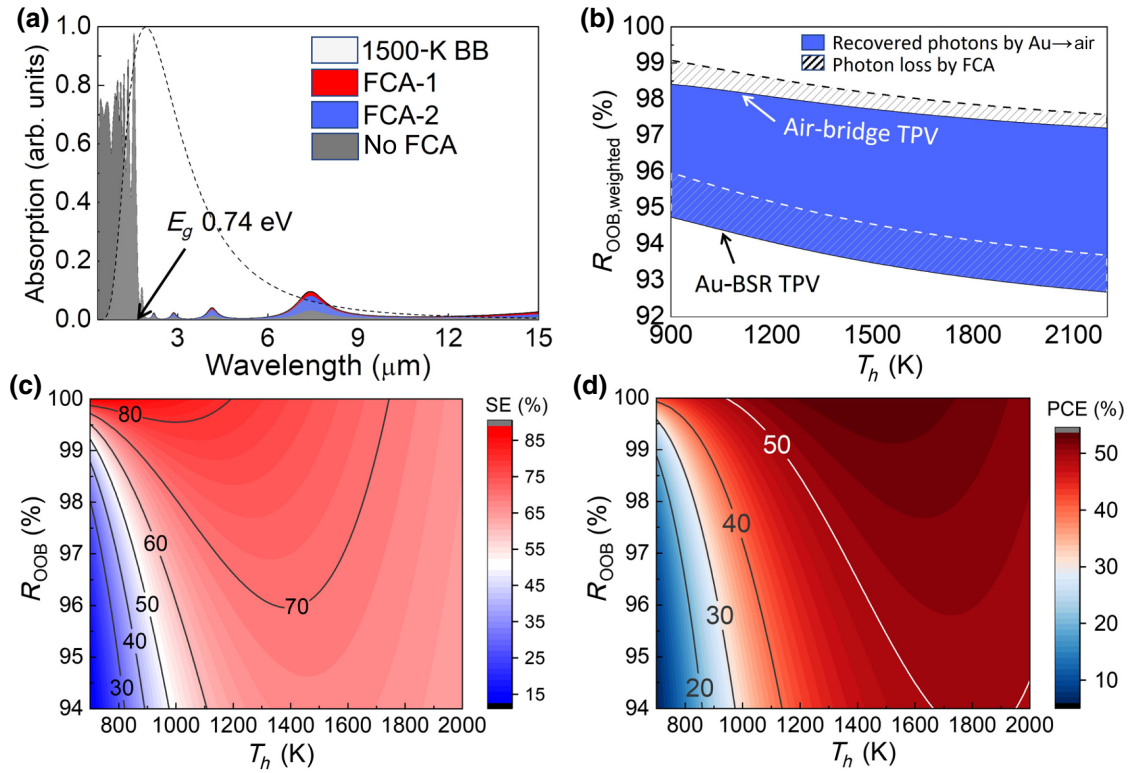 (a)
Absorption (arb. units)
1.0
0.8
0.6
0.4
0.2
0.0
1500-K BB
FCA-1
FCA-2
No FCA
E_g 0.74 eV
3 6 9 12 15
Wavelength (μm)
(b)
R_OOB,weighted (%)
100
99
98
97
96
95
94
93
92
Recovered photons by Au→air
Photon loss by FCA
Air-bridge TPV
Au-BSR TPV
900 1200 1500 1800 2100
T_h (K)
(c)
R_OOB (%)
100
99
98
97
96
95
94
80
70
60
50
40
30
800 1000 1200 1400 1600 1800 2000
T_h (K)
SE (%)
85
75
65
55
45
35
25
15
(d)
R_OOB (%)
100
99
98
97
96
95
94
50
40
30
20
800 1000 1200 1400 1600 1800 2000
T_h (K)
PCE (%)
50
40
30
20
10